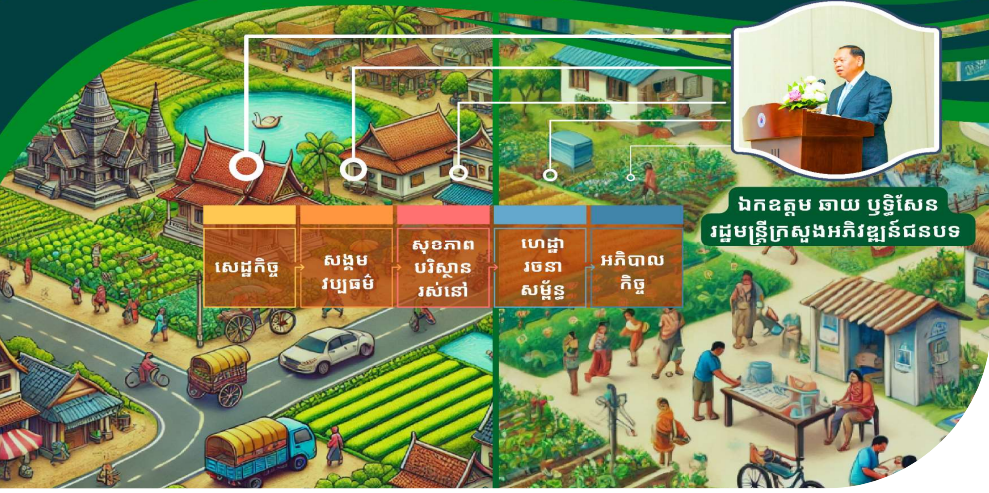 ឯកឧត្តម ឆាយ ឫទ្ធិសែន
រដ្ឋមន្ត្រីក្រសួងអភិវឌ្ឍន៍ជនបទ
សេដ្ឋកិច្ច
សង្គម
វប្បធម៌
សុខភាព
បរិស្ថាន
រស់នៅ
ហេដ្ឋា
រចនា
សម្ព័ន្ធ
អភិបាល
កិច្ច